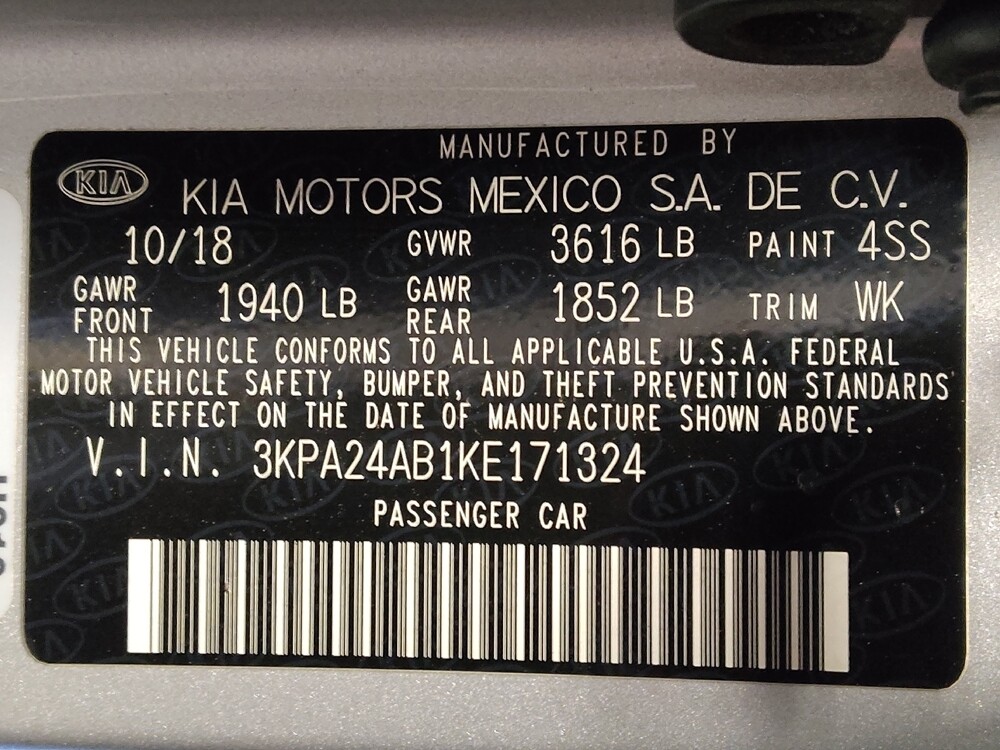 MANUFACTURED BY
KIA KIA MOTORS MEXICO S.A. DE C.V.
10/18 GVWR 3616 LB PAINT 4SS
GAWR FRONT 1940 LB GAWR REAR 1852 LB TRIM WK
THIS VEHICLE CONFORMS TO ALL APPLICABLE U.S.A. FEDERAL
MOTOR VEHICLE SAFETY, BUMPER, AND THEFT PREVENTION STANDARDS
IN EFFECT ON THE DATE OF MANUFACTURE SHOWN ABOVE.
V.I.N. 3KPA24AB1KE171324
PASSENGER CAR